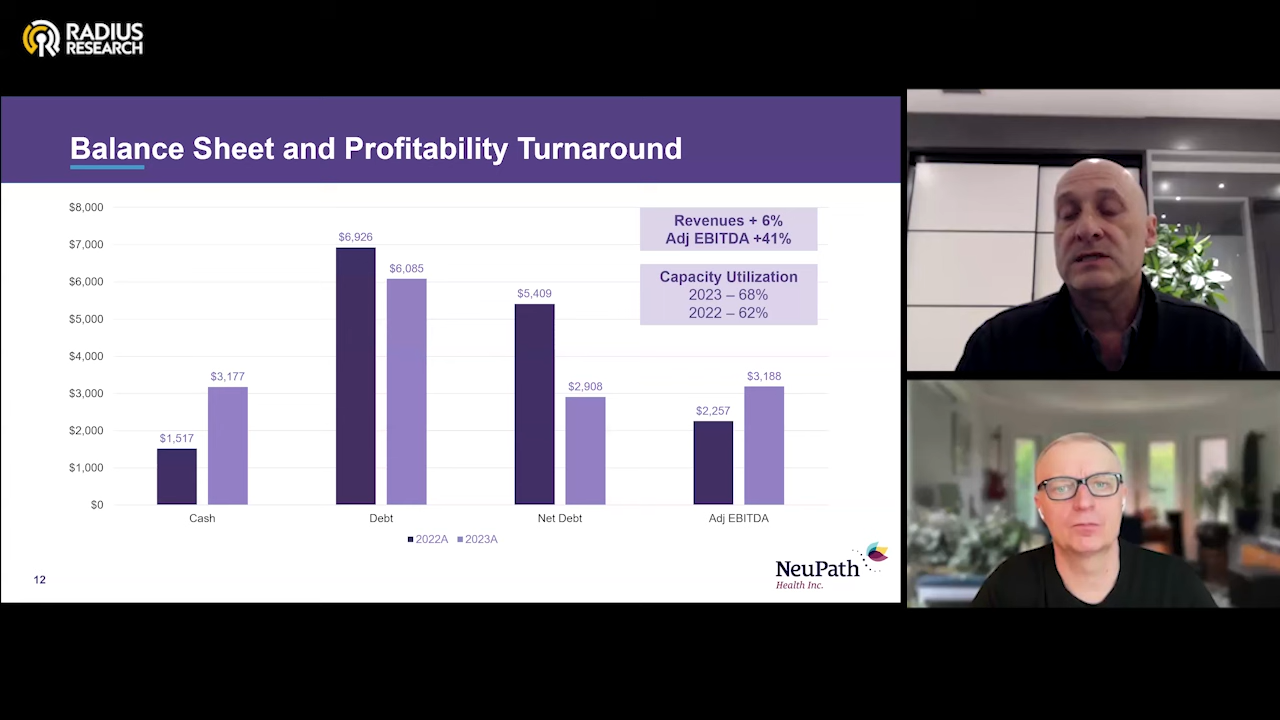 RADIUS
RESEARCH
Balance Sheet and Profitability Turnaround
$8,000
$7,000
$6,000
$5,000
$4,000
$3,000
$2,000
$1,000
$0
$1,517
$3,177
$6,926
$6,085
$5,409
$2,908
$2,257
$3,188
Revenues + 6%
Adj EBITDA +41%
Capacity Utilization
2023 – 68%
2022 – 62%
Cash
Debt
Net Debt
Adj EBITDA
2022A
2023A
12
NeuPath
Health Inc.